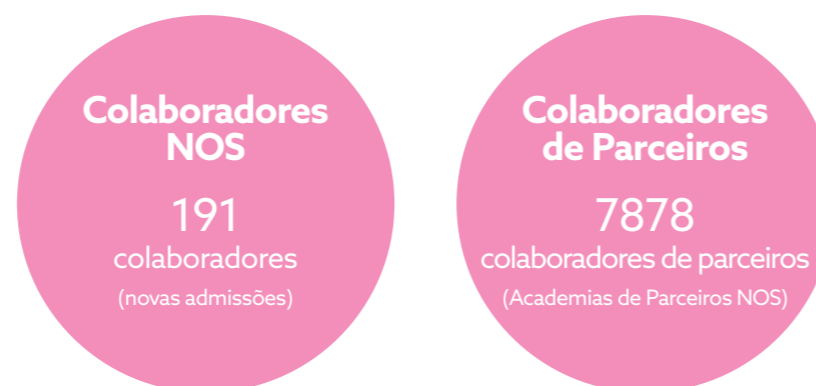 Colaboradores
NOS
191
colaboradores
(novas admissões)
Colaboradores
de Parceiros
7878
colaboradores de parceiros
(Academias de Parceiros NOS)